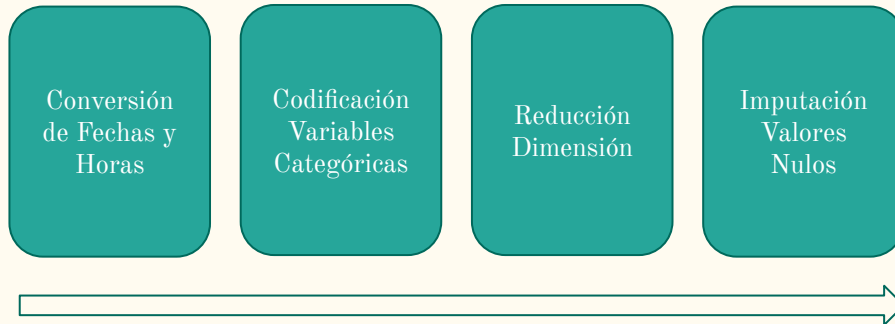 Conversión
de Fechas y
Horas
Codificación
Variables
Categóricas
Reducción
Dimensión
Imputación
Valores
Nulos